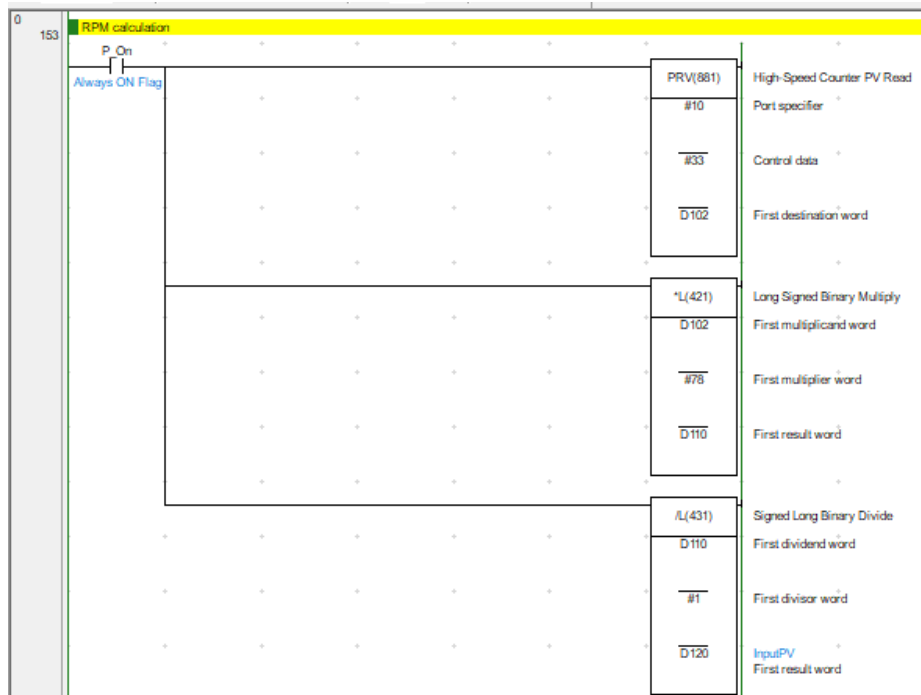 0
153
RPM calculation
P_On
Always ON Flag
PRV(881) High-Speed Counter PV Read
#10 Port specifier
#33 Control data
D102 First destination word
*L(421) Long Signed Binary Multiply
D102 First multiplicand word
#78 First multiplier word
D110 First result word
/L(431) Signed Long Binary Divide
D110 First dividend word
#1 First divisor word
D120 InputPV
First result word